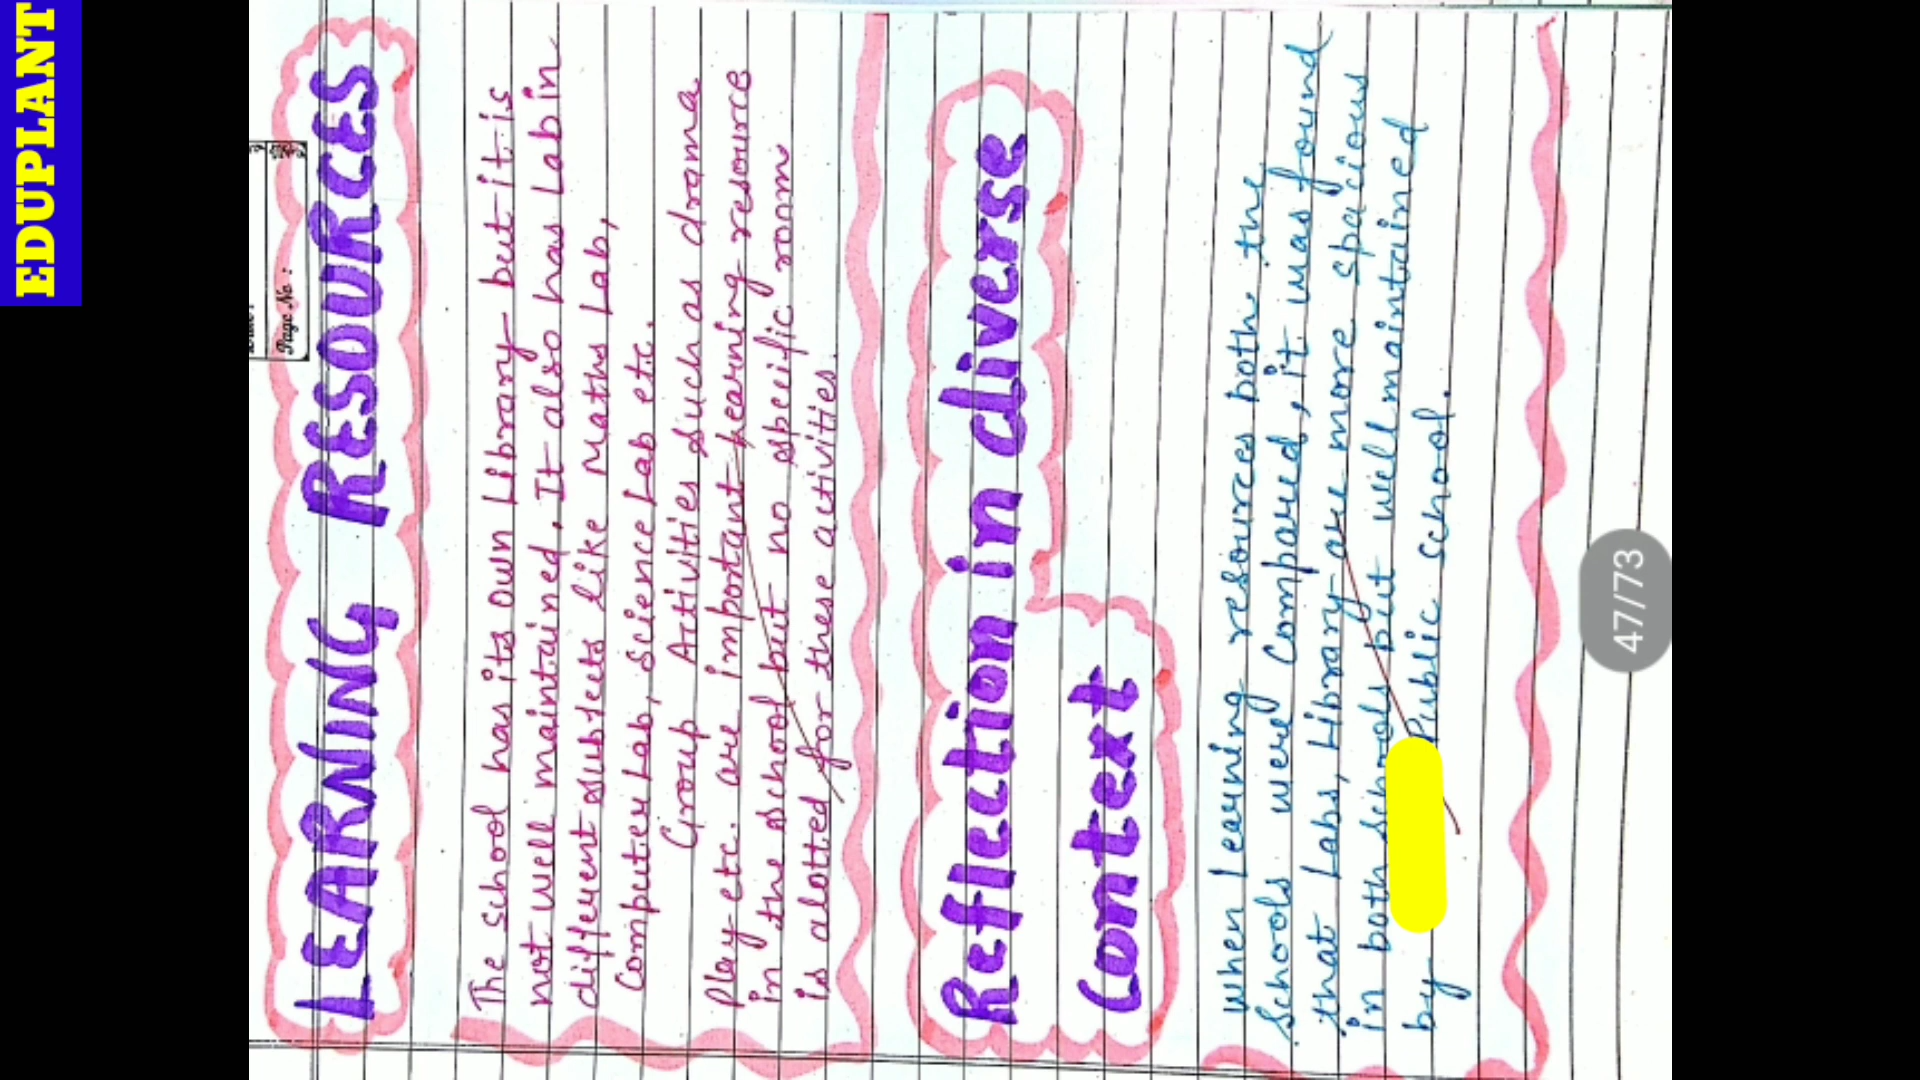 EDUPLANT
Page No :
LEARNING RESOURCES
The school has its own Library but it is
not well maintained. It also has Lab in
different subtects like Maths Lab,
Computer Lab, Science Lab etc.
Group Activities such as drama
Play etc. are important learning resource
in the school but no specific room
is alotted for these activities.
Reflection in diverse
Context
When Learning resources both the
Schools were Compared, it was found
that Labs, Library are more spacious
in both schools but well maintained
by Public school.
47/73